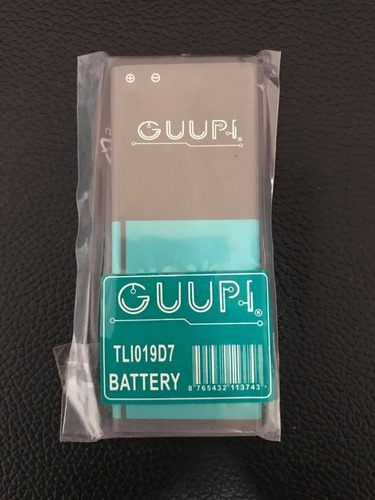 ⊕ ⊖
GUUPI®
GUUPI®
TLI019D7
BATTERY
8 765432 113743